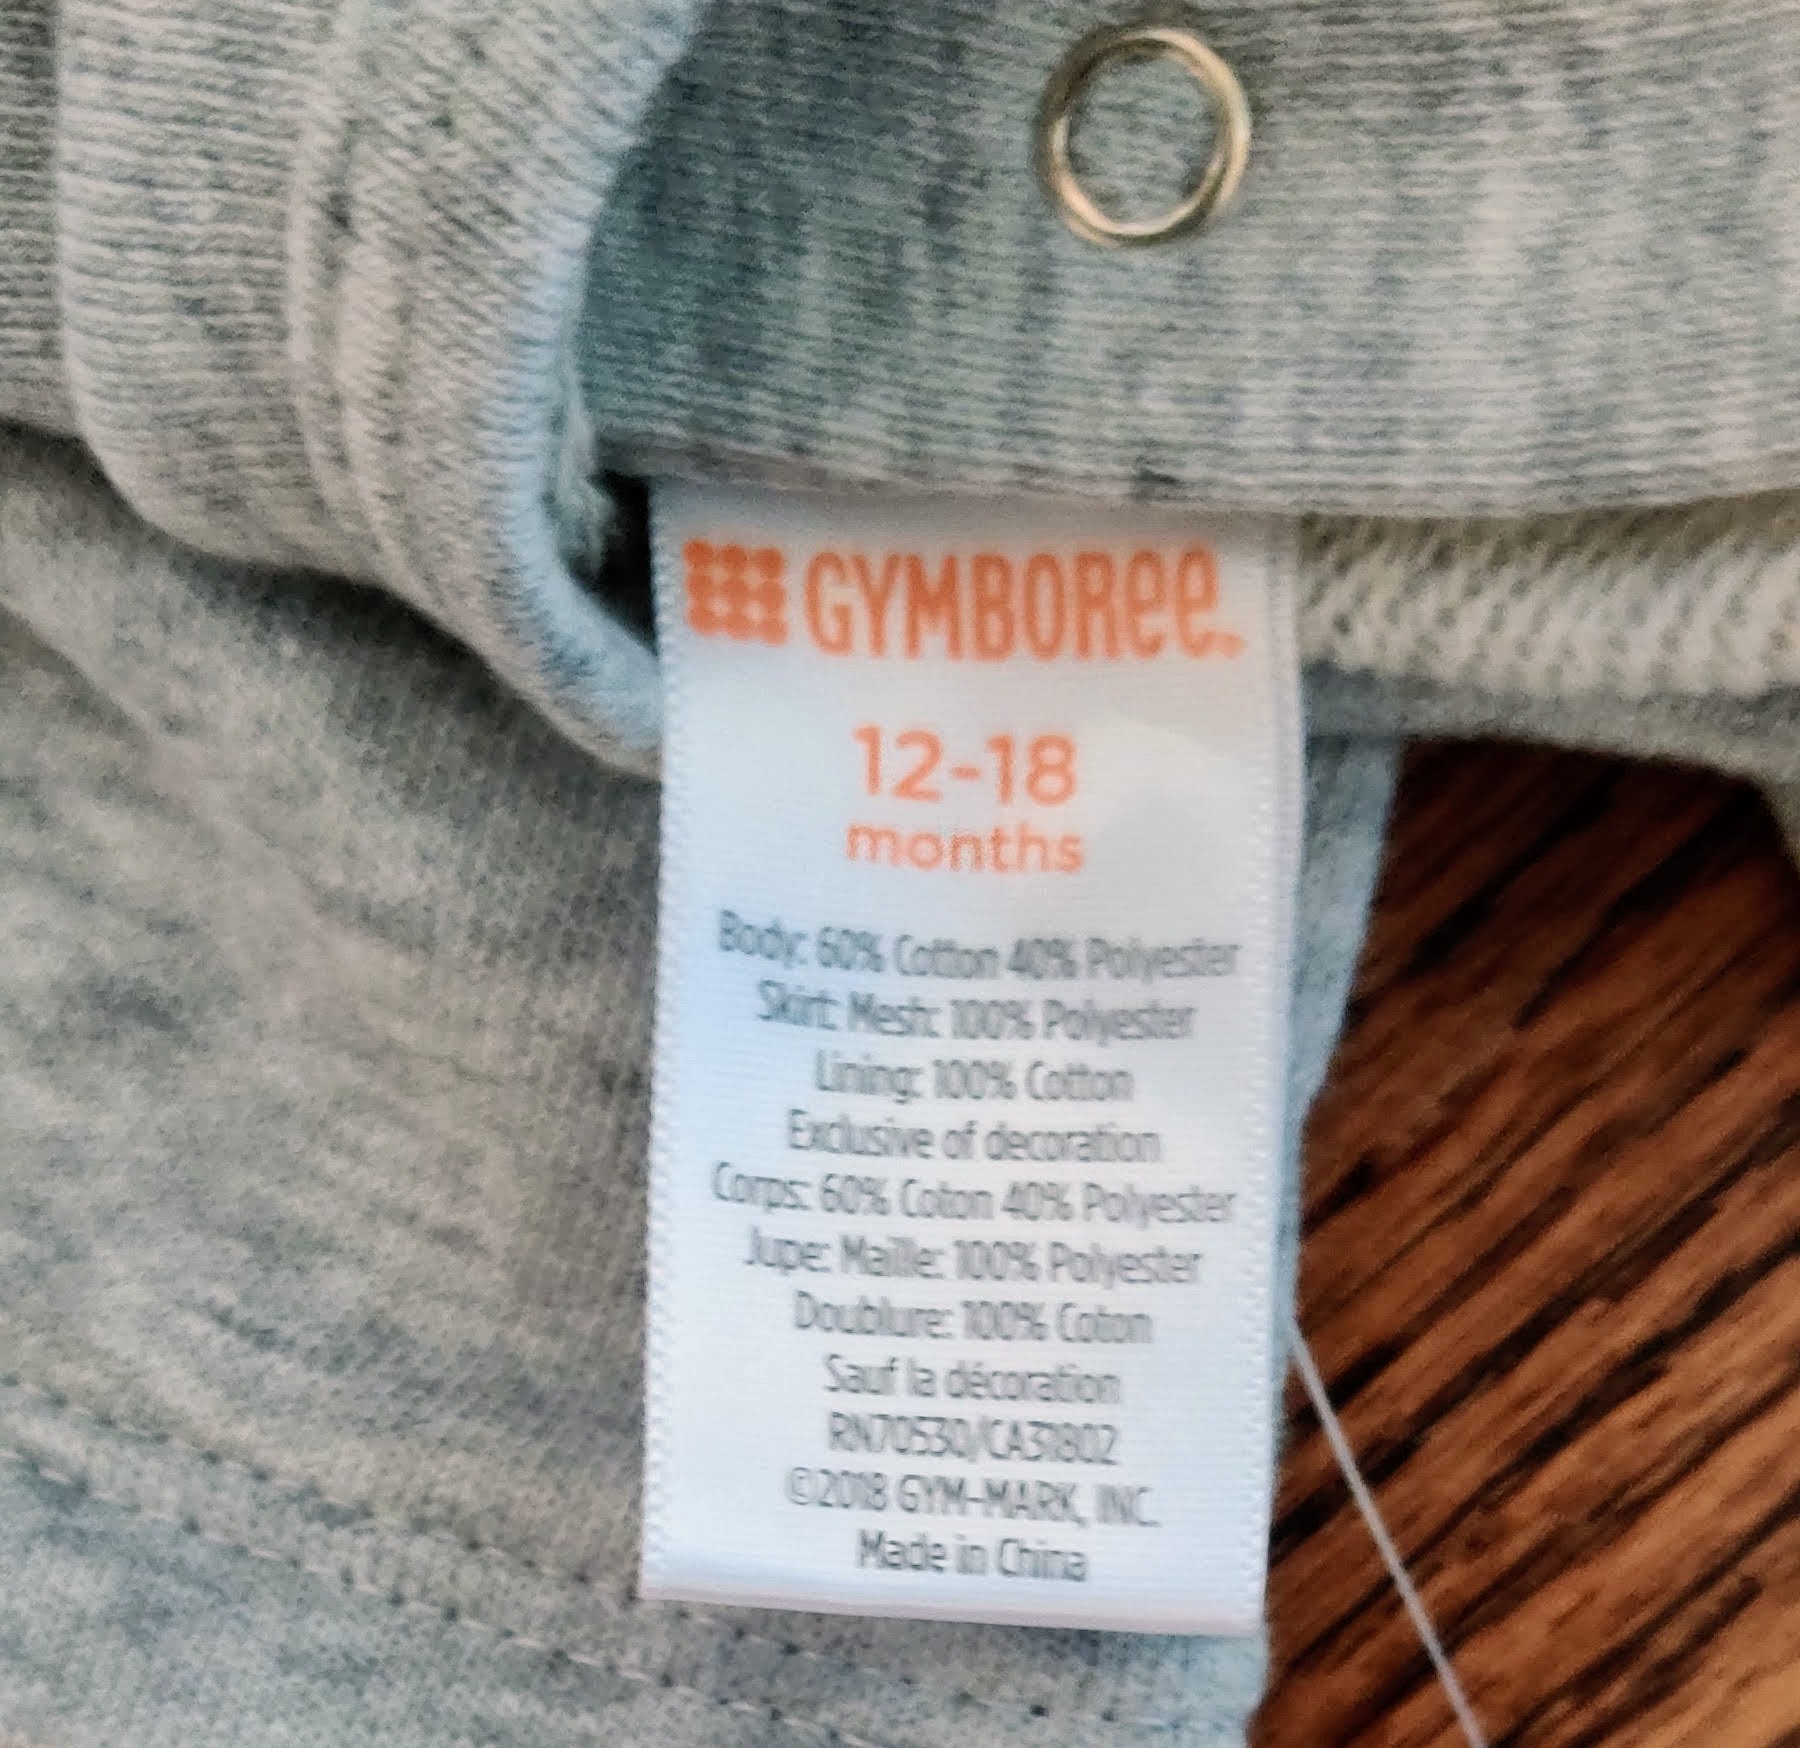 GYMBOREE
12-18
months
Body: 60% Cotton 40% Polyester
Skirt: Mesh: 100% Polyester
Lining: 100% Cotton
Exclusive of decoration
Corps: 60% Coton 40% Polyester
Jupe: Maille: 100% Polyester
Doublure: 100% Coton
Sauf la décoration
RN70530/CA31802
©2018 GYM-MARK, INC.
Made in China